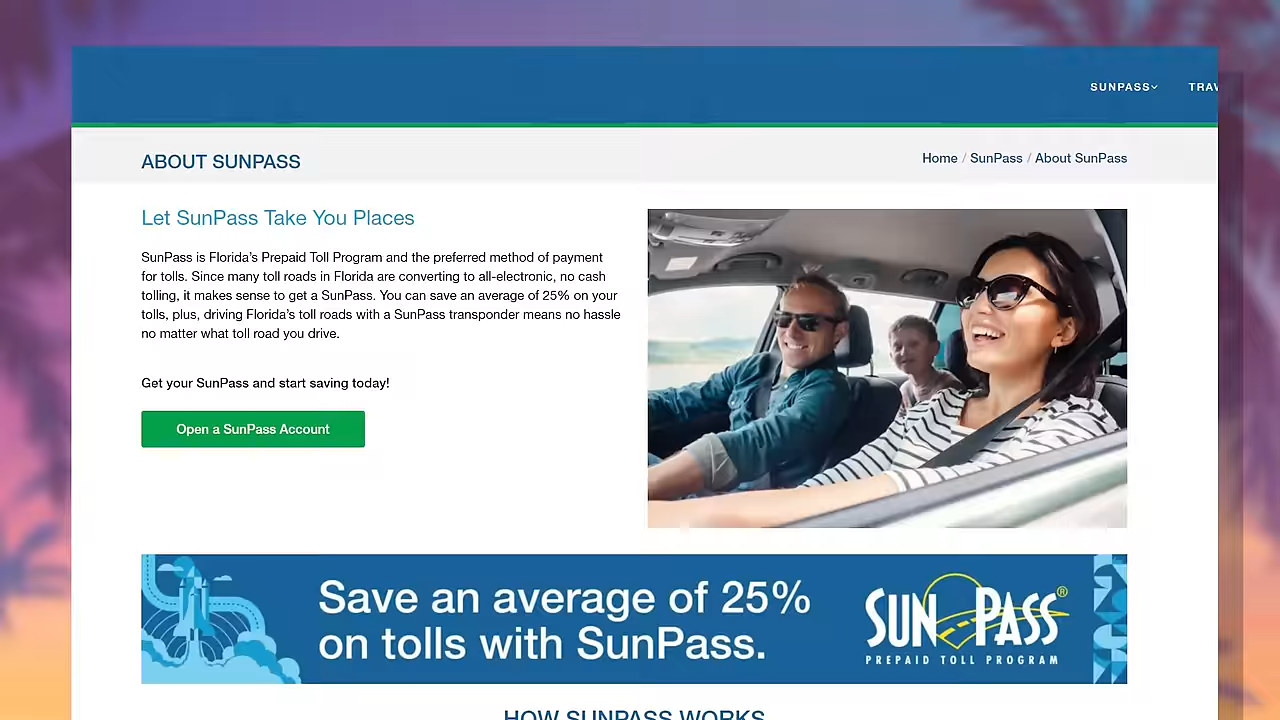 SUNPASS
TRAV
ABOUT SUNPASS
Home / SunPass / About SunPass
Let SunPass Take You Places
SunPass is Florida's Prepaid Toll Program and the preferred method of payment
for tolls. Since many toll roads in Florida are converting to all-electronic, no cash
tolling, it makes sense to get a SunPass. You can save an average of 25% on your
tolls, plus, driving Florida's toll roads with a SunPass transponder means no hassle
no matter what toll road you drive.
Get your SunPass and start saving today!
Open a SunPass Account
Save an average of 25%
on tolls with SunPass.
SUN PASS®
PREPAID TOLL PROGRAM
HOW SUNPASS WORKS